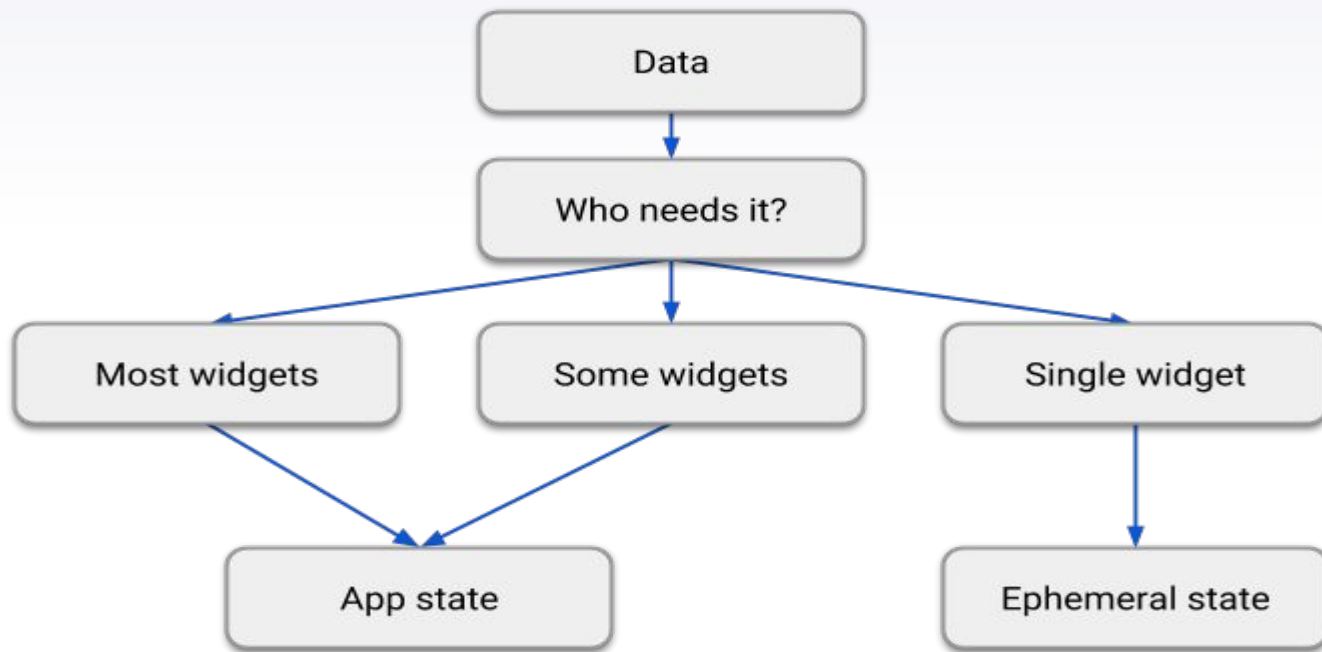 Data
Who needs it?
Most widgets
Some widgets
Single widget
App state
Ephemeral state